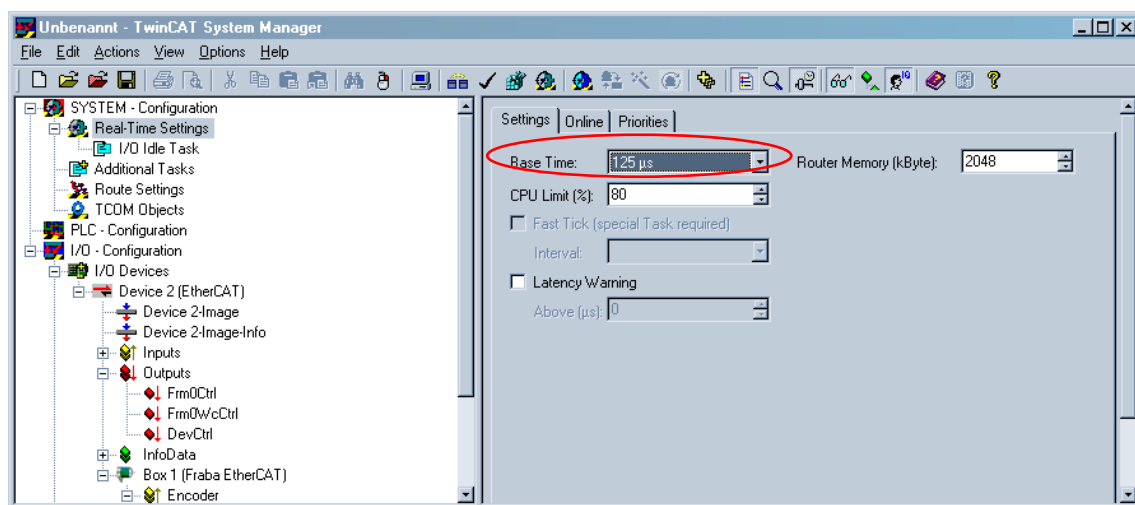 Unbenannt - TwinCAT System Manager
File Edit Actions View Options Help
SYSTEM - Configuration
Real-Time Settings
I/O Idle Task
Additional Tasks
Route Settings
TCOM Objects
PLC - Configuration
I/O - Configuration
I/O Devices
Device 2 (EtherCAT)
Device 2-Image
Device 2-Image-Info
Inputs
Outputs
Frm0Ctrl
Frm0WcCtrl
DevCtrl
InfoData
Box 1 (Fraba EtherCAT)
Encoder
Settings Online Priorities
Base Time: 125 µs Router Memory (kByte): 2048
CPU Limit (%): 80
Fast Tick (special Task required)
Interval:
Latency Warning
Above (µs): 0